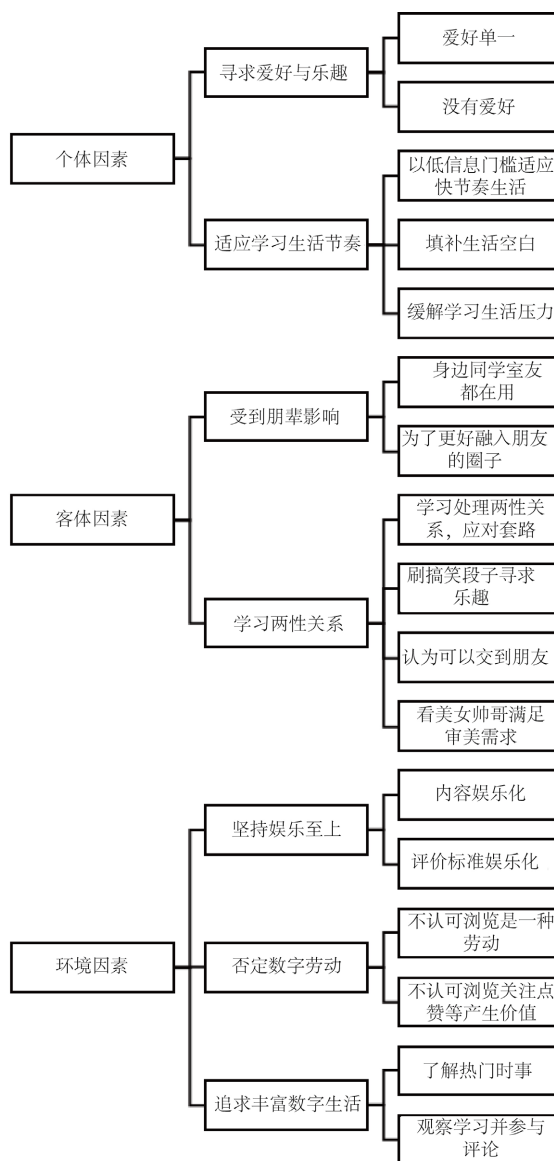 个体因素
寻求爱好与乐趣
爱好单一
没有爱好
适应学习生活节奏
以低信息门槛适应
快节奏生活
填补生活空白
缓解学习生活压力
客体因素
受到朋辈影响
身边同学室友
都在用
为了更好融入朋友
的圈子
学习两性关系
学习处理两性关
系，应对套路
刷搞笑段子寻求
乐趣
认为可以交到朋友
看美女帅哥满足
审美需求
环境因素
坚持娱乐至上
内容娱乐化
评价标准娱乐化
否定数字劳动
不认可浏览是一种
劳动
不认可浏览关注点
赞等产生价值
追求丰富数字生活
了解热门时事
观察学习并参与
评论